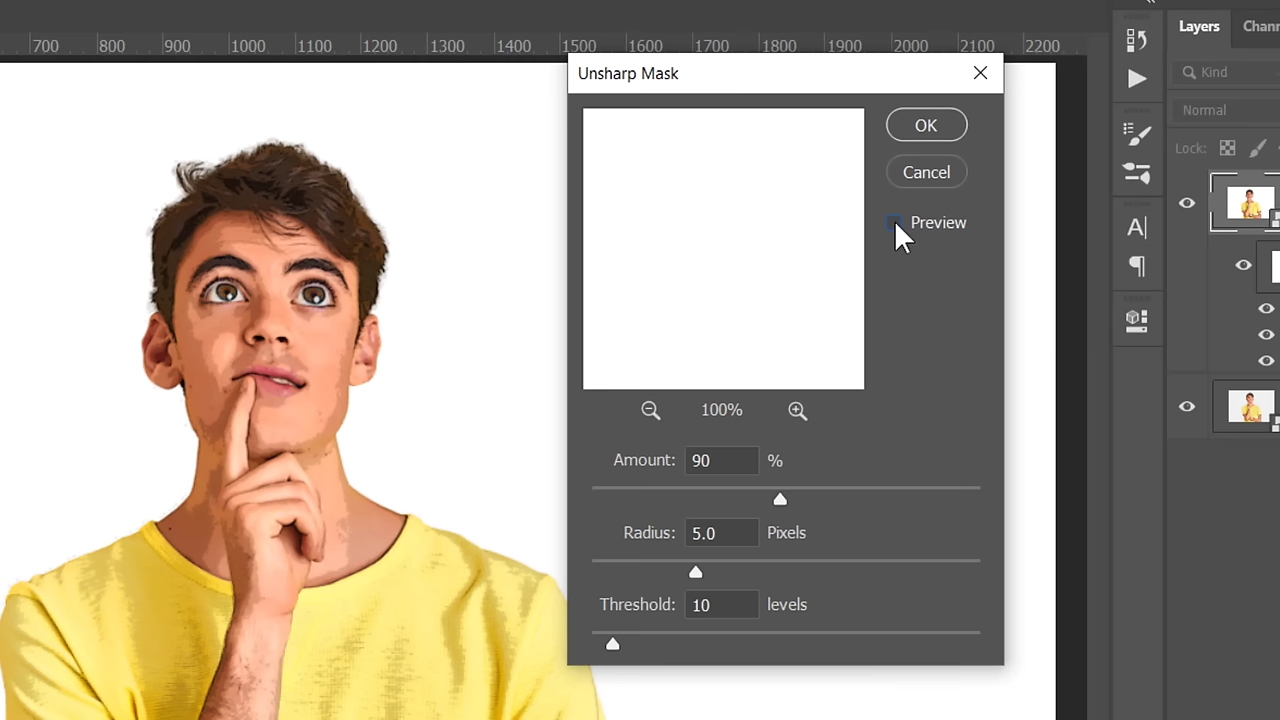 700 800 900 1000 1100 1200 1300 1400 1500 1600 1700 1800 1900 2000 2100 2200
Unsharp Mask
OK
Cancel
Preview
100%
Amount: 90 %
Radius: 5.0 Pixels
Threshold: 10 levels
A
Layers Chann
Kind
Normal
Lock: